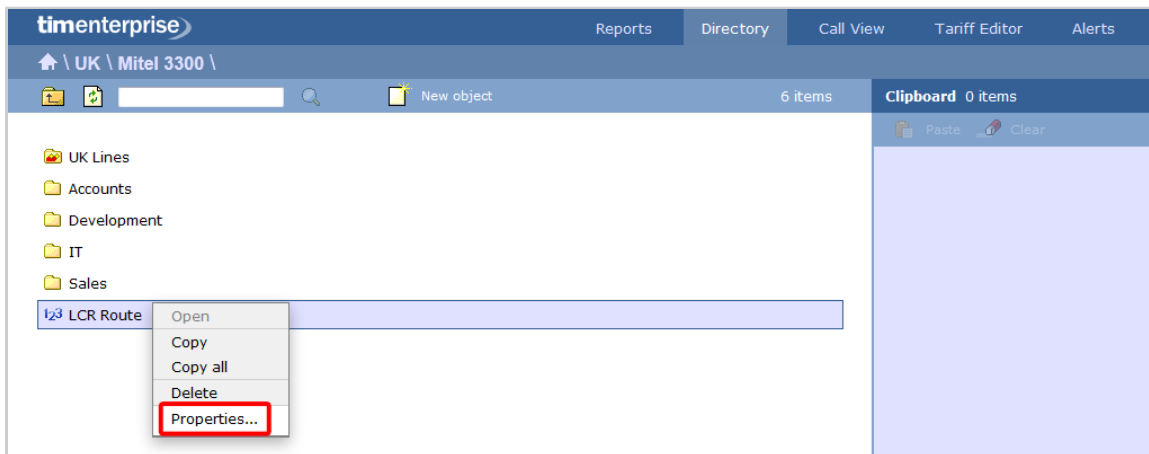 timenterprise
Reports Directory Call View Tariff Editor Alerts
\ UK \ Mitel 3300 \
New object 6 items Clipboard 0 items
Paste Clear
UK Lines
Accounts
Development
IT
Sales
123 LCR Route
Open
Copy
Copy all
Delete
Properties...